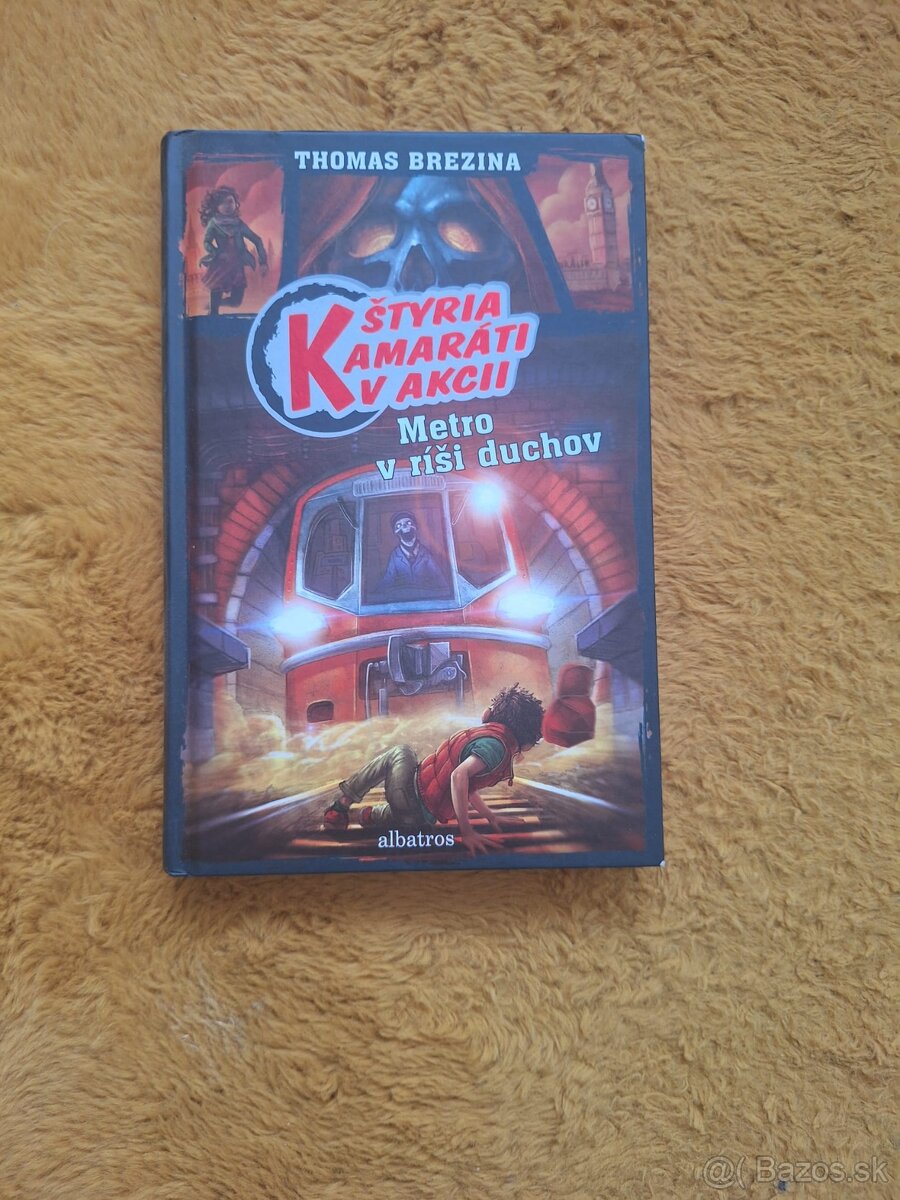 THOMAS BREZINA
ŠTYRIA
KAMARÁTI
V AKCII
Metro
v ríši duchov
albatros
@( Bazos.sk